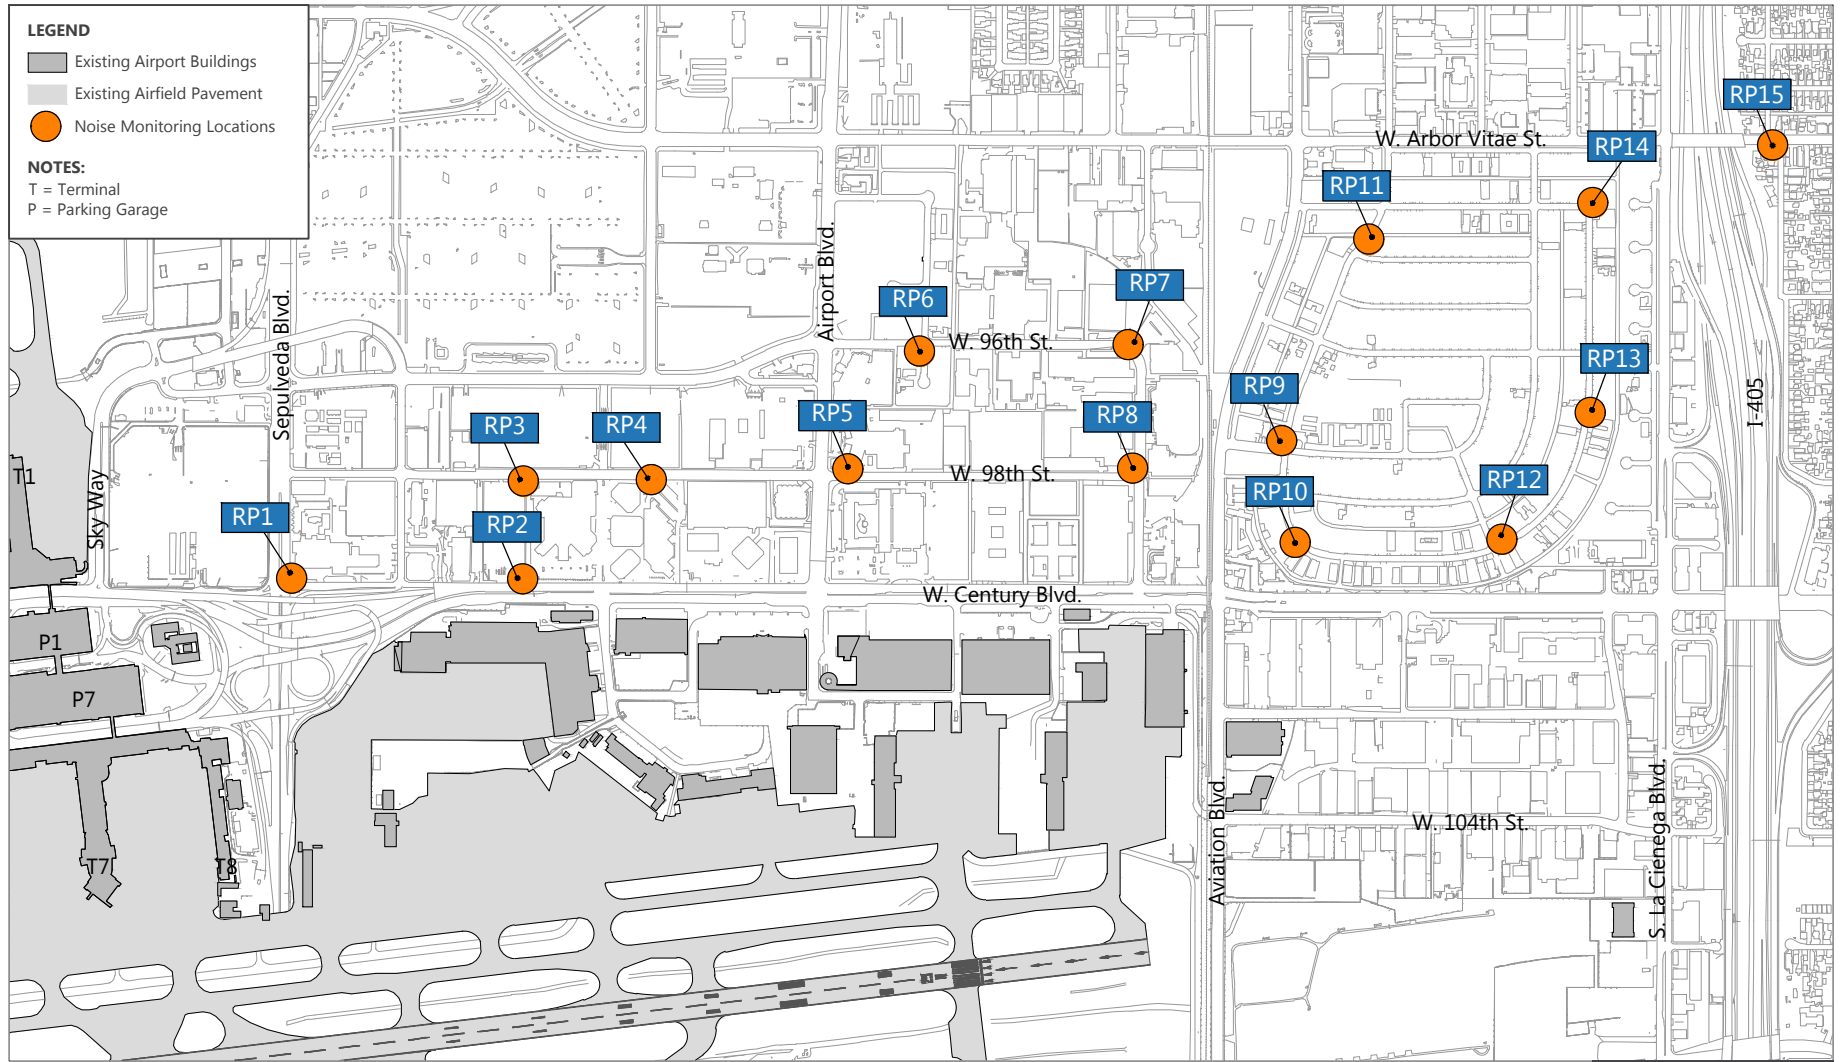 LEGEND
Existing Airport Buildings
Existing Airfield Pavement
Noise Monitoring Locations
NOTES:
T = Terminal
P = Parking Garage
RP15
W. Arbor Vitae St.
RP14
RP11
Airport Blvd.
RP7
RP6
W. 96th St.
Sepulveda Blvd.
RP13
RP9
I-405
RP5
RP8
RP3
RP4
W. 98th St.
T1
Sky Way
RP12
RP10
RP1
RP2
W. Century Blvd.
P1
P7
W. 104th St.
Aviation Blvd.
S. La Cienega Blvd.
T7
T8